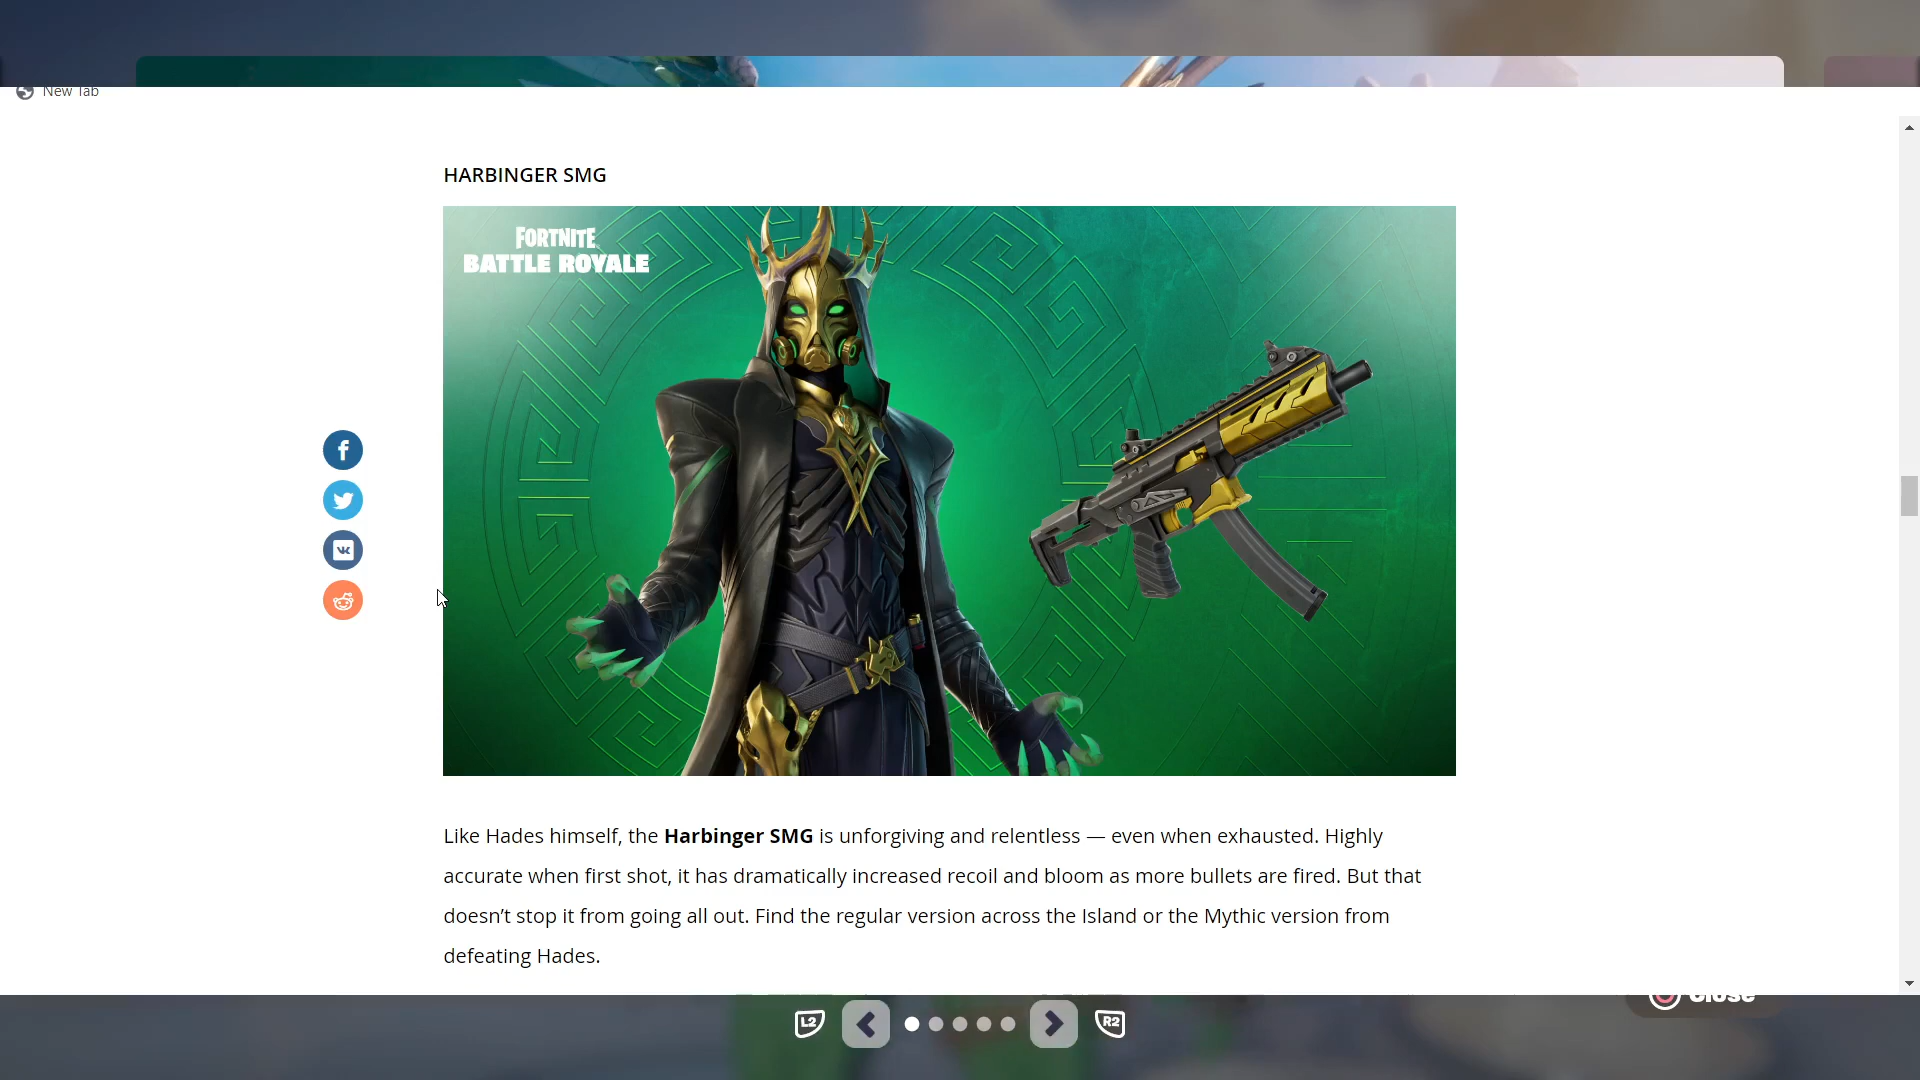 New Tab
HARBINGER SMG
FORTNITE
BATTLE ROYALE
Like Hades himself, the Harbinger SMG is unforgiving and relentless — even when exhausted. Highly
accurate when first shot, it has dramatically increased recoil and bloom as more bullets are fired. But that
doesn’t stop it from going all out. Find the regular version across the Island or the Mythic version from
defeating Hades.
Close
L2
R2